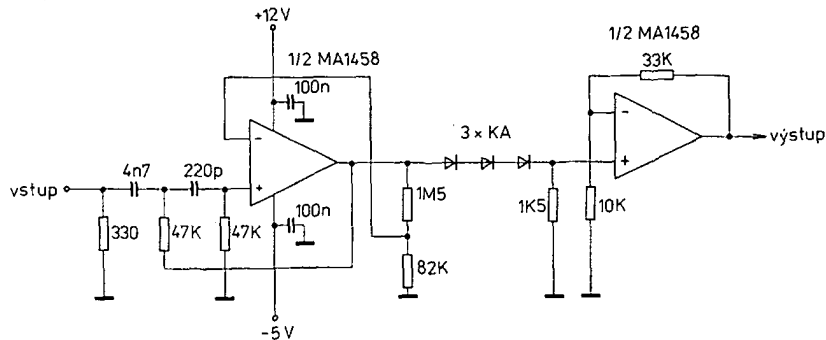 +12V
1/2 MA1458
100n
-
+
4n7
220p
vstup
330
47K
47K
100n
-5V
1M5
82K
3 × KA
1K5
1/2 MA1458
33K
-
+
10K
výstup